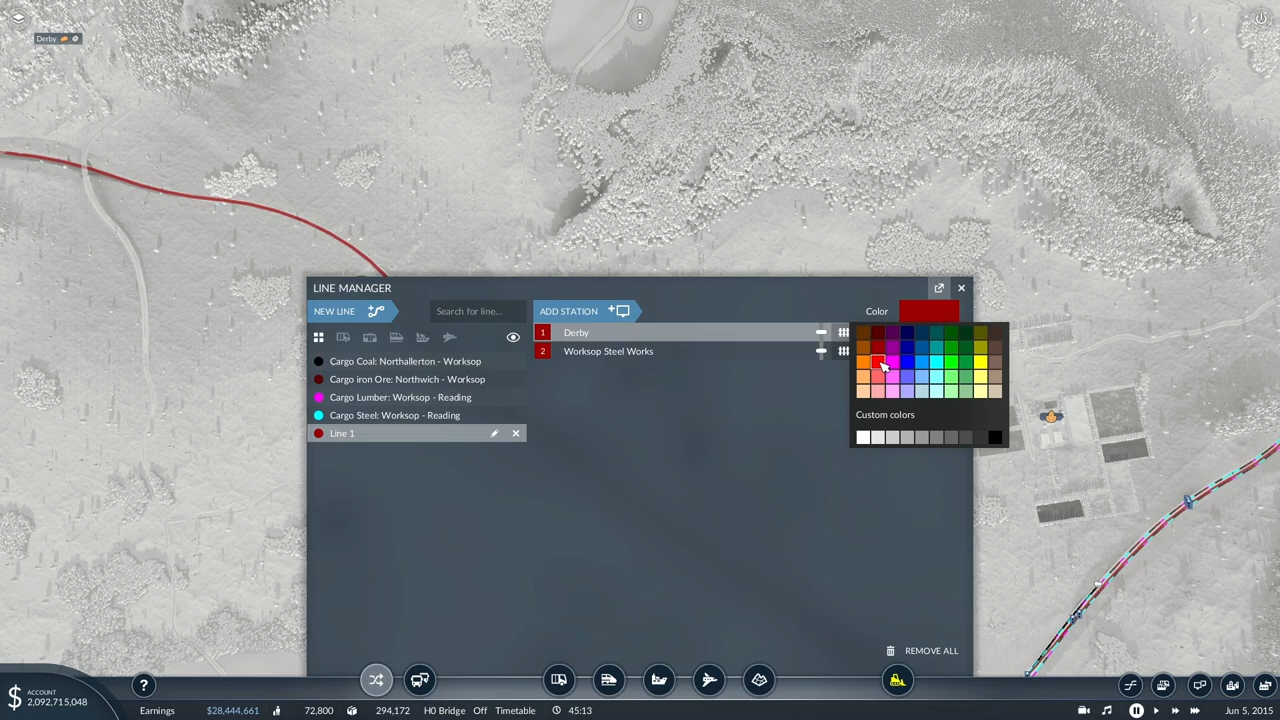 Derby
LINE MANAGER
NEW LINE
Search for line...
ADD STATION
Color
1 Derby
2 Worksop Steel Works
Cargo Coal: Northallerton - Worksop
Cargo iron Ore: Northwich - Worksop
Cargo Lumber: Worksop - Reading
Cargo Steel: Worksop - Reading
Line 1
Custom colors
REMOVE ALL
$ ACCOUNT
2,092,715,048
?
Earnings $28,444,661 72,800 294,172 H0 Bridge Off Timetable 45:13 Jun 5, 2015